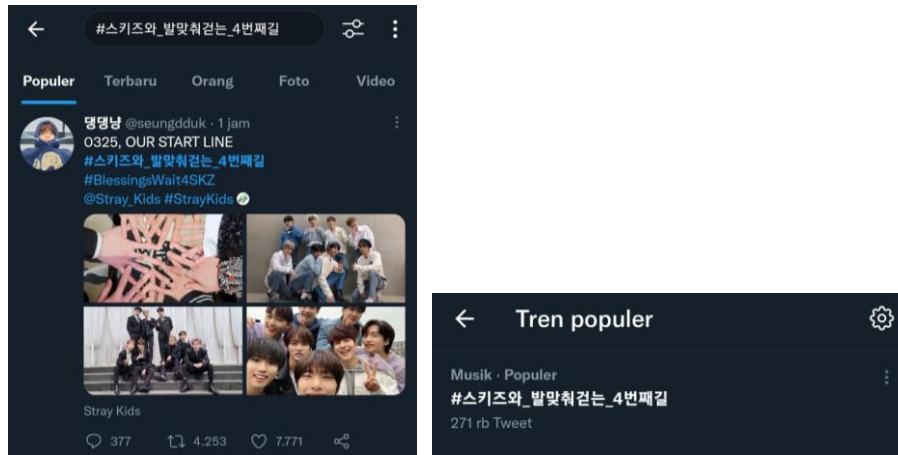 #스키즈와_발맞춰걷는_4번째길
Populer Terbaru Orang Foto Video
댕댕냥 @seungdduk · 1 jam
0325, OUR START LINE
#스키즈와_발맞춰걷는_4번째길
#BlessingsWait4SKZ
@Stray_Kids #StrayKids
Stray Kids
377 4.253 7.771
Tren populer
Musik · Populer
#스키즈와_발맞춰걷는_4번째길
271 rb Tweet